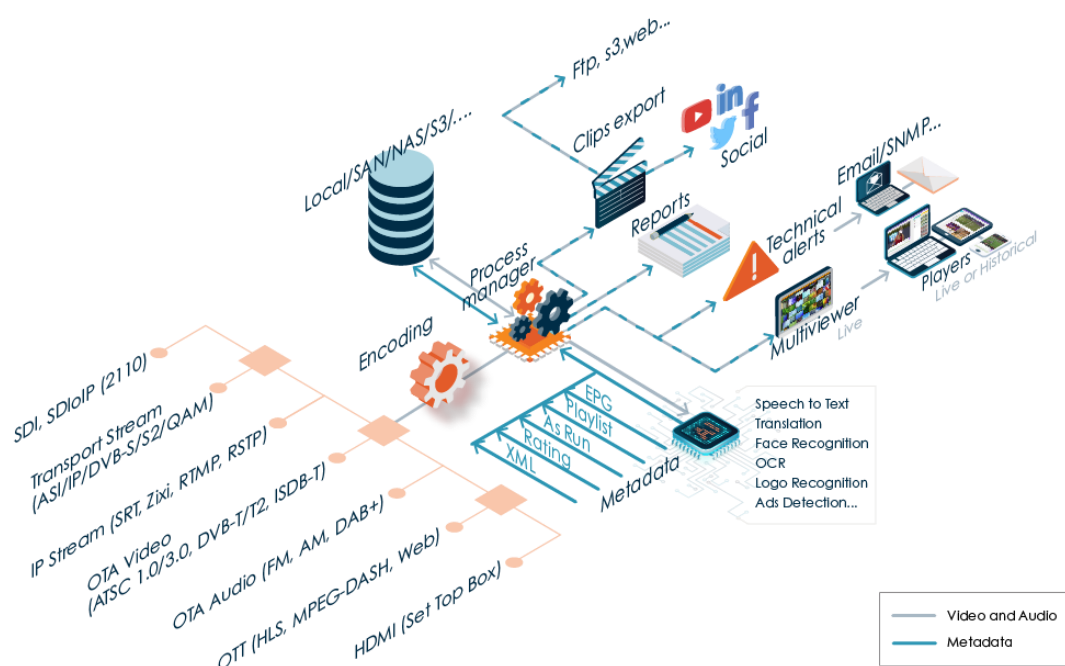 Ftp, s3,web...
Clips export
Social
Local/SAN/NAS/S3/....
Email/SNMP...
Reports
Technical
alerts
Process
manager
Players
Live or Historical
Multiviewer
Live
Encoding
SDI, SDIoIP (2110)
Transport Stream
(ASI/IP/DVB-S/S2/QAM)
IP Stream (SRT, Zixi, RTMP, RSTP)
OTA Video
(ATSC 1.0/3.0, DVB-T/T2, ISDB-T)
OTA Audio (FM, AM, DAB+)
OTT (HLS, MPEG-DASH, Web)
HDMI (Set Top Box)
EPG
Playlist
As Run
Rating
XML
Metadata
Speech to Text
Translation
Face Recognition
OCR
Logo Recognition
Ads Detection...
Video and Audio
Metadata